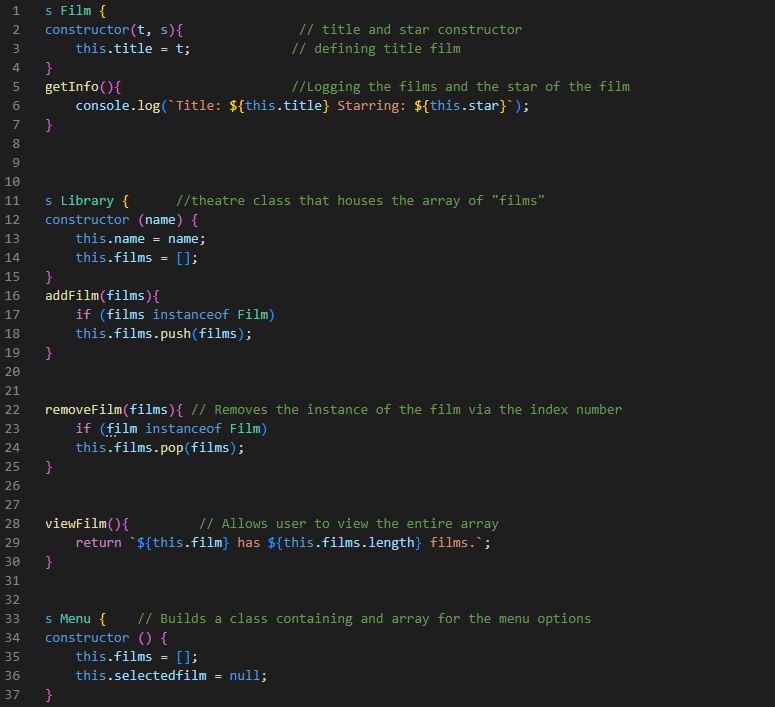 1 s Film {
2 constructor(t, s){ // title and star constructor
3 this.title = t; // defining title film
4 }
5 getInfo(){ //Logging the films and the star of the film
6 console.log(`Title: ${this.title} Starring: ${this.star}`);
7 }
8
9
10
11 s Library { //theatre class that houses the array of "films"
12 constructor (name) {
13 this.name = name;
14 this.films = [];
15 }
16 addFilm(films){
17 if (films instanceof Film)
18 this.films.push(films);
19 }
20
21
22 removeFilm(films){ // Removes the instance of the film via the index number
23 if (film instanceof Film)
24 this.films.pop(films);
25 }
26
27
28 viewFilm(){ // Allows user to view the entire array
29 return `${this.film} has ${this.films.length} films.`;
30 }
31
32
33 s Menu { // Builds a class containing and array for the menu options
34 constructor () {
35 this.films = [];
36 this.selectedfilm = null;
37 }